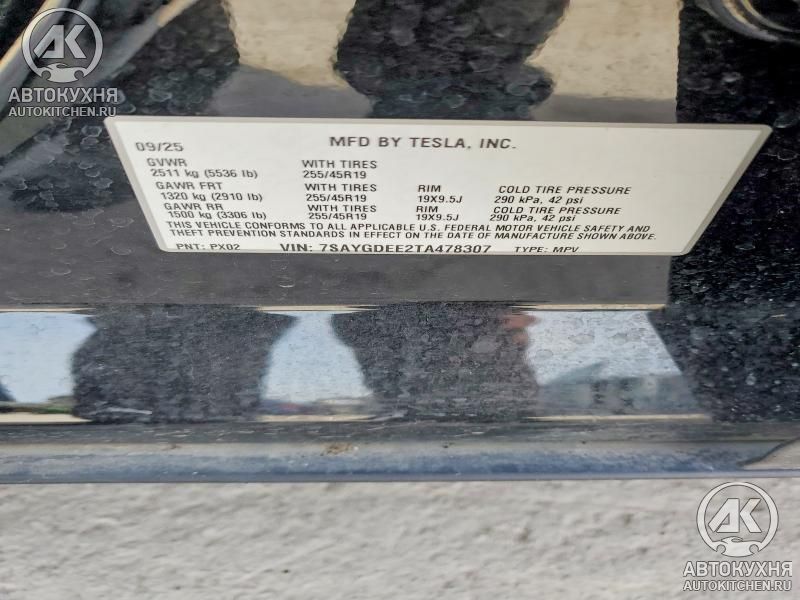 АК
АВТОКУХНЯ
AUTOKITCHEN.RU
09/25 MFD BY TESLA, INC.
GVWR WITH TIRES
2511 kg (5536 lb) 255/45R19
GAWR FRT WITH TIRES RIM COLD TIRE PRESSURE
1320 kg (2910 lb) 255/45R19 19X9.5J 290 kPa, 42 psi
GAWR RR WITH TIRES RIM COLD TIRE PRESSURE
1500 kg (3306 lb) 255/45R19 19X9.5J 290 kPa, 42 psi
THIS VEHICLE CONFORMS TO ALL APPLICABLE U.S. FEDERAL MOTOR VEHICLE SAFETY AND
THEFT PREVENTION STANDARDS IN EFFECT ON THE DATE OF MANUFACTURE SHOWN ABOVE.
PNT: PX02 VIN: 7SAYGDEE2TA478307 TYPE: MPV
АК
АВТОКУХНЯ
AUTOKITCHEN.RU